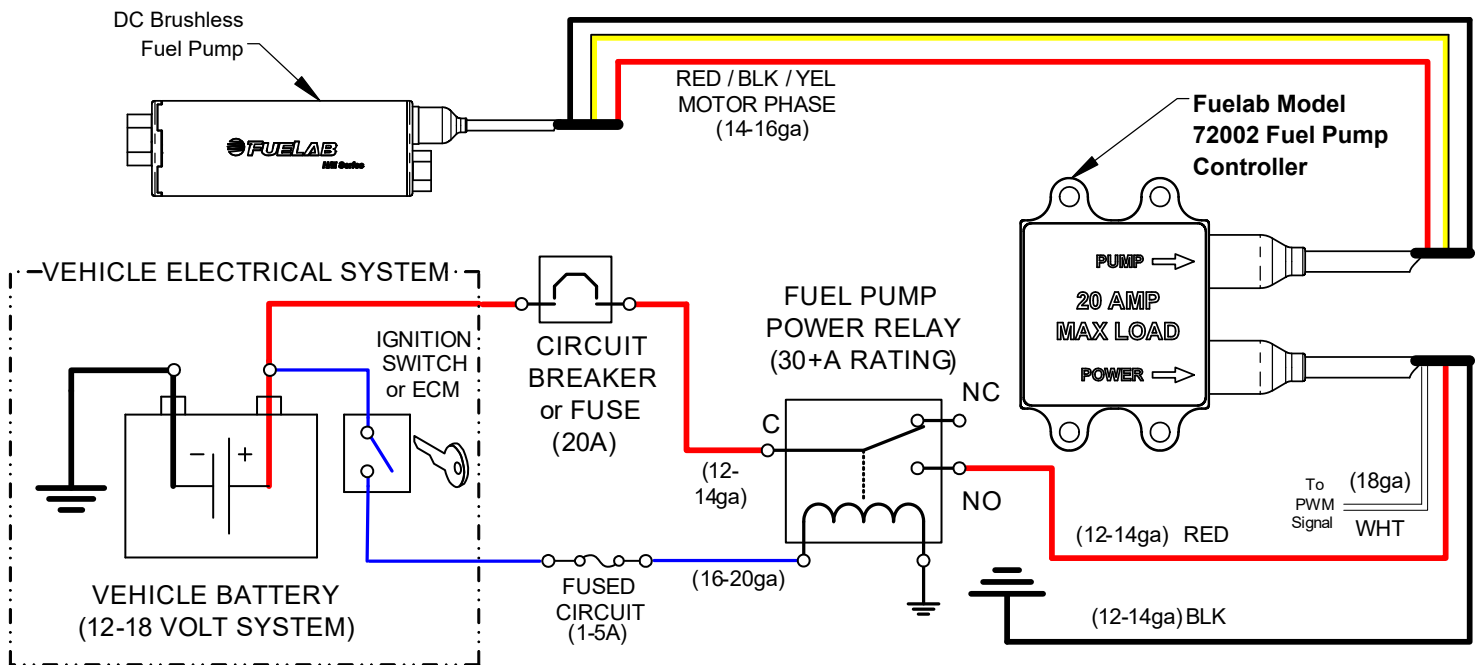 DC Brushless
Fuel Pump
FUELAB
RED / BLK / YEL
MOTOR PHASE
(14-16ga)
Fuelab Model
72002 Fuel Pump
Controller
PUMP
20 AMP
MAX LOAD
POWER
VEHICLE ELECTRICAL SYSTEM
IGNITION
SWITCH
or ECM
- +
VEHICLE BATTERY
(12-18 VOLT SYSTEM)
CIRCUIT
BREAKER
or FUSE
(20A)
FUEL PUMP
POWER RELAY
(30+A RATING)
C
NC
NO
(12-
14ga)
FUSED
CIRCUIT
(1-5A)
(16-20ga)
To
PWM
Signal
(18ga)
WHT
(12-14ga) RED
(12-14ga) BLK